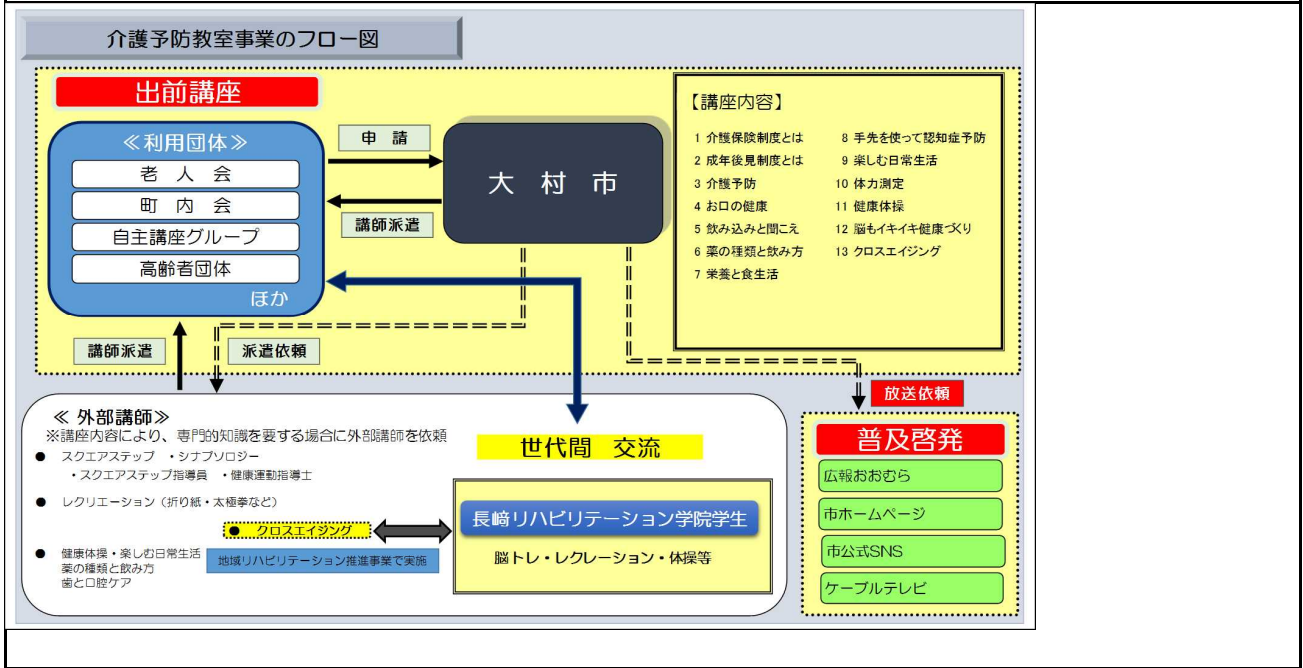 介護予防教室事業のフロー図
出前講座
≪利用団体≫
老 人 会
町 内 会
自主講座グループ
高齢者団体
ほか
申 請
講師派遣
大 村 市
【講座内容】
1 介護保険制度とは
2 成年後見制度とは
3 介護予防
4 お口の健康
5 飲み込みと聞こえ
6 薬の種類と飲み方
7 栄養と食生活
8 手先を使って認知症予防
9 楽しむ日常生活
10 体力測定
11 健康体操
12 脳もイキイキ健康づくり
13 クロスエイジング
講師派遣
派遣依頼
放送依頼
≪ 外部講師≫
※講座内容により、専門的知識を要する場合に外部講師を依頼
● スクエアステップ ・シナプソロジー
・スクエアステップ指導員 ・健康運動指導士
● レクリエーション（折り紙・太極拳など）
● クロスエイジング
● 健康体操・楽しむ日常生活
薬の種類と飲み方
歯と口腔ケア
地域リハビリテーション推進事業で実施
世代間 交流
長崎リハビリテーション学院学生
脳トレ・レクレーション・体操等
普及啓発
広報おおむら
市ホームページ
市公式SNS
ケーブルテレビ